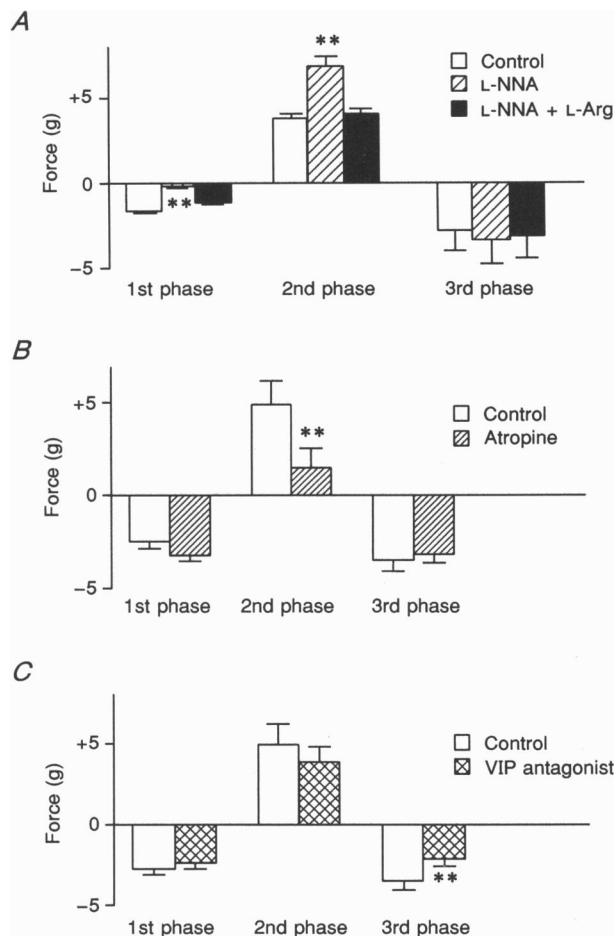 A
**
Control
L-NNA
L-NNA + L-Arg
+5
Force (g)
0
**
−5
1st phase
2nd phase
3rd phase
B
+5
Control
**
Atropine
Force (g)
0
−5
1st phase
2nd phase
3rd phase
C
+5
Control
VIP antagonist
Force (g)
0
**
−5
1st phase
2nd phase
3rd phase